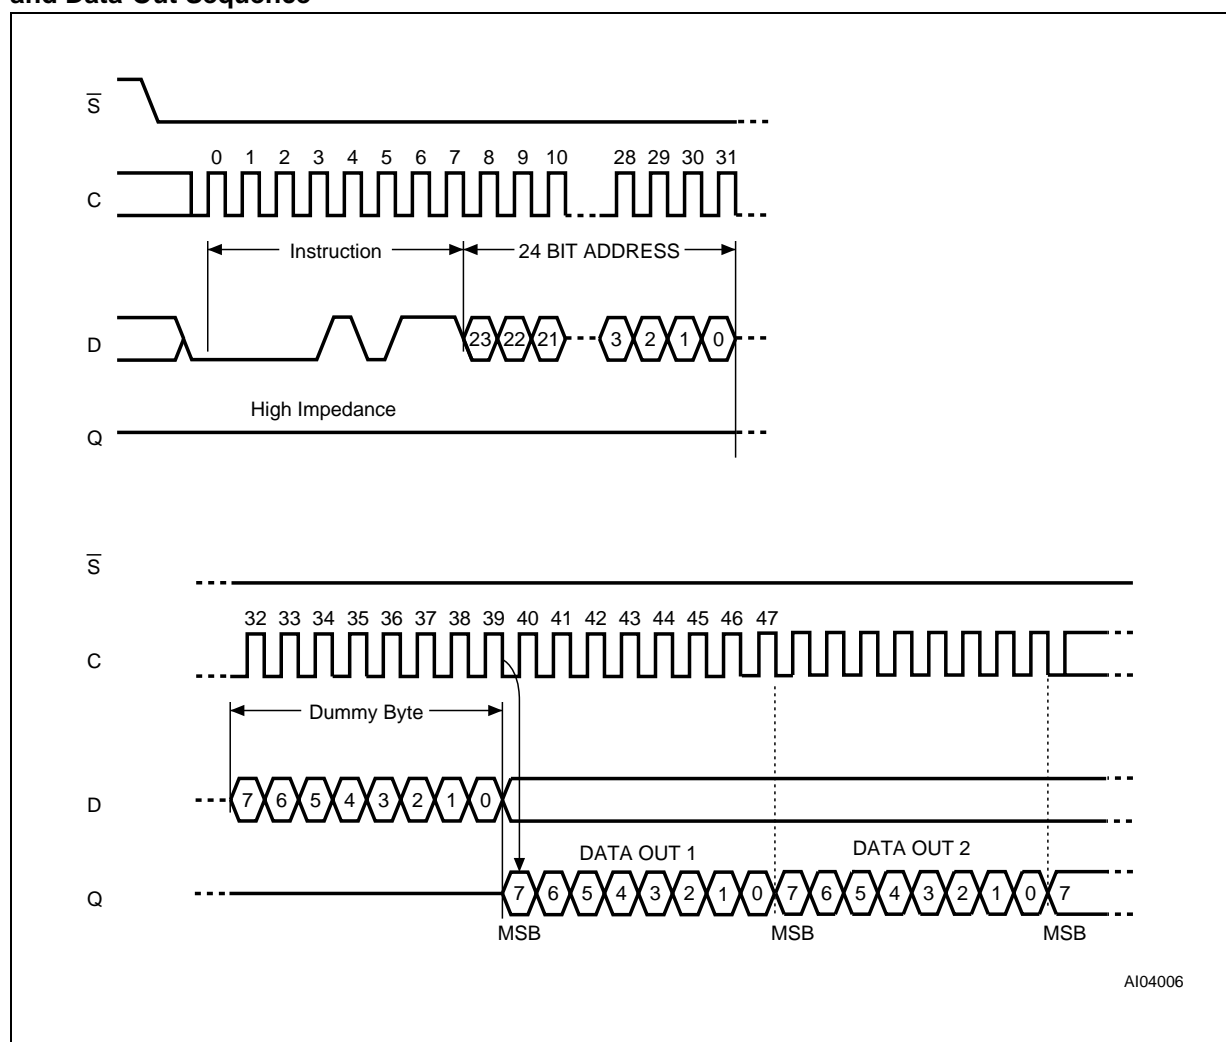 and Data-Out Sequence
S
0 1 2 3 4 5 6 7 8 9 10 28 29 30 31
C
Instruction 24 BIT ADDRESS
D 23 22 21 3 2 1 0
High Impedance
Q
S
32 33 34 35 36 37 38 39 40 41 42 43 44 45 46 47
C
Dummy Byte
D 7 6 5 4 3 2 1 0
DATA OUT 1 DATA OUT 2
Q 7 6 5 4 3 2 1 0 7 6 5 4 3 2 1 0 7
MSB MSB MSB
AI04006